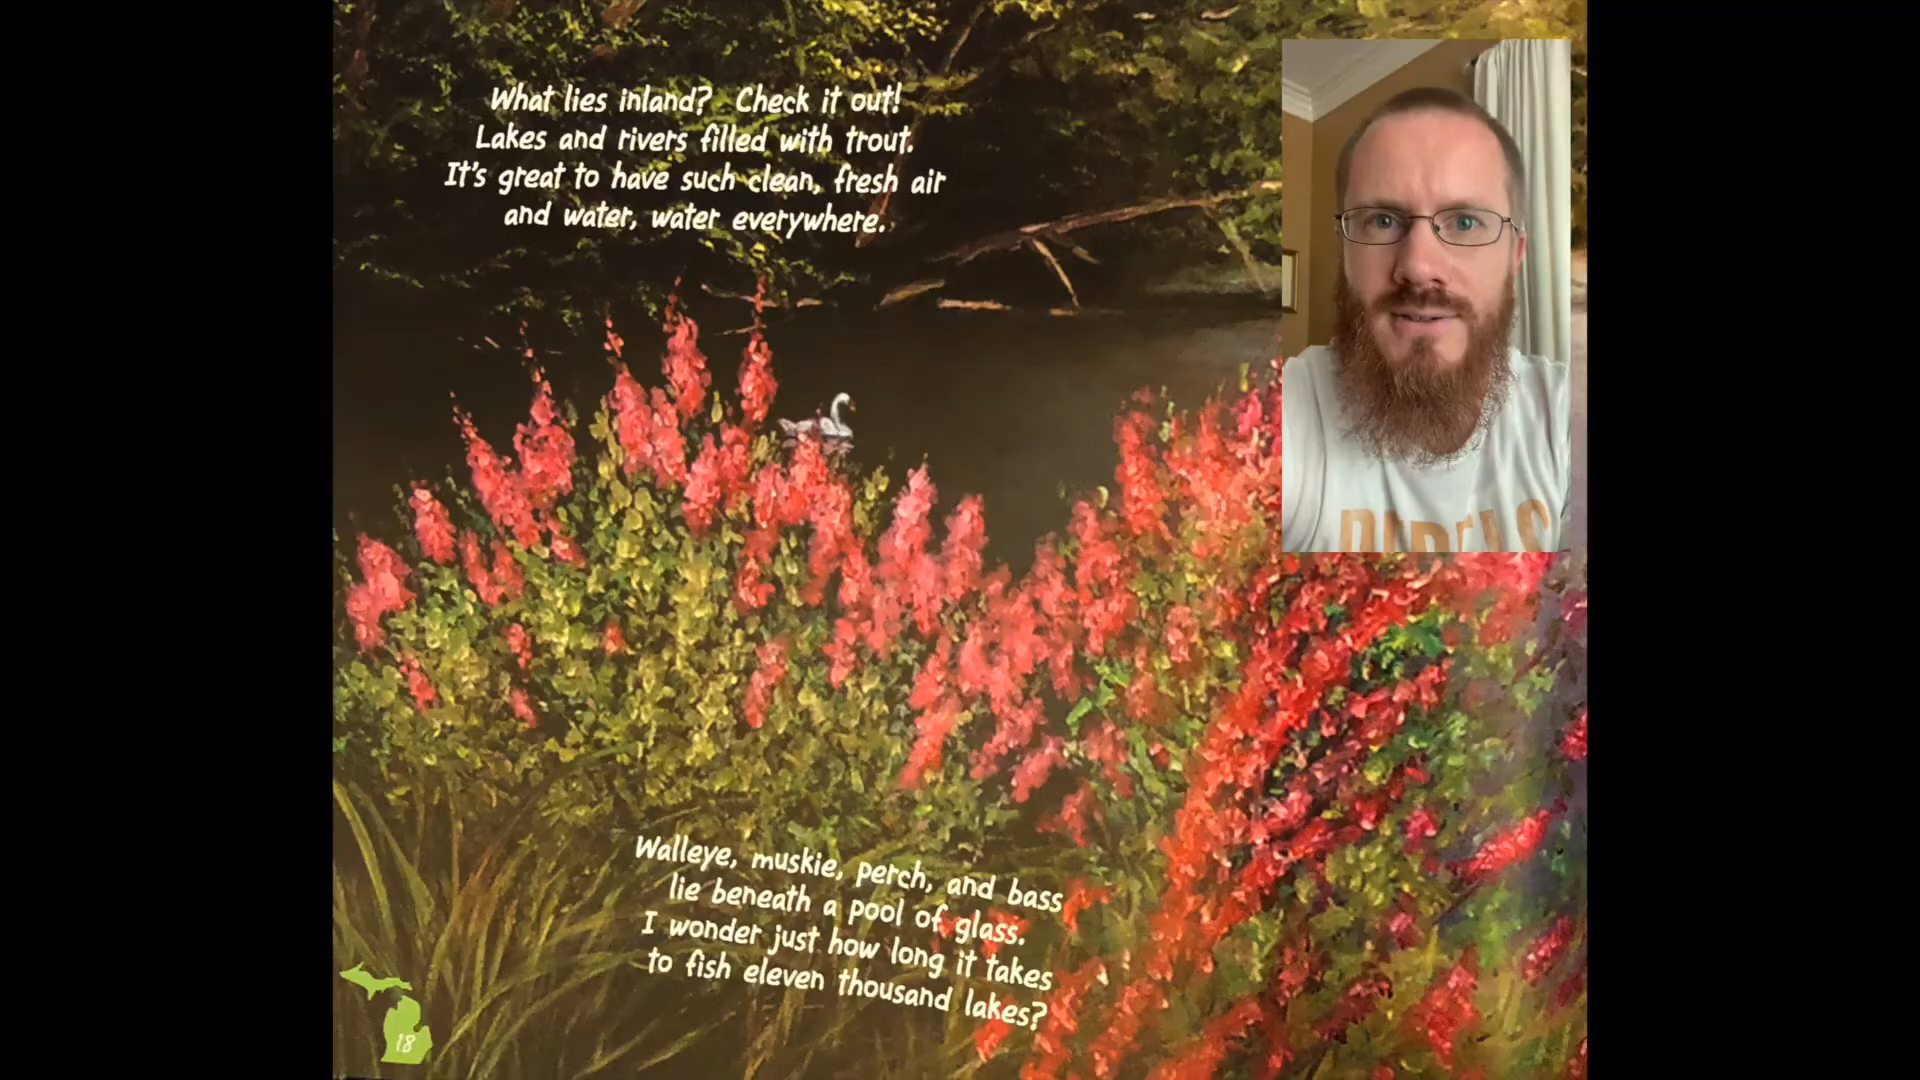 What lies inland? Check it out!
Lakes and rivers filled with trout.
It's great to have such clean, fresh air
and water, water everywhere.
Walleye, muskie, perch, and bass
lie beneath a pool of glass.
I wonder just how long it takes
to fish eleven thousand lakes?
18